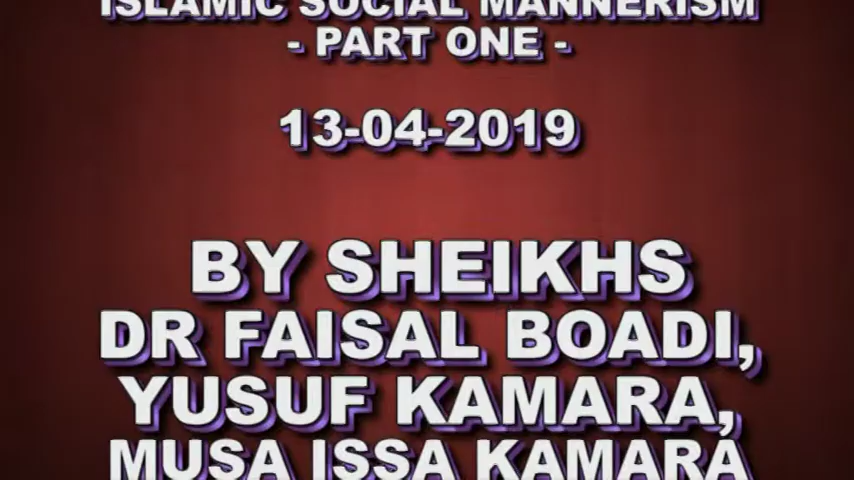 ISLAMIC SOCIAL MANNERISM
- PART ONE -
13-04-2019
BY SHEIKHS
DR FAISAL BOADI,
YUSUF KAMARA,
MUSA ISSA KAMARA